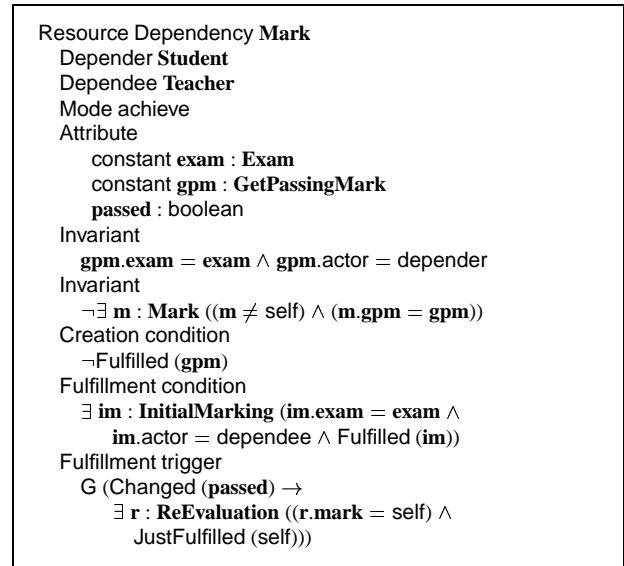 Resource Dependency Mark
Depender Student
Dependee Teacher
Mode achieve
Attribute
constant exam : Exam
constant gpm : GetPassingMark
passed : boolean
Invariant
gpm.exam = exam ∧ gpm.actor = depender
Invariant
¬∃ m : Mark ((m ≠ self) ∧ (m.gpm = gpm))
Creation condition
¬Fulfilled (gpm)
Fulfillment condition
∃ im : InitialMarking (im.exam = exam ∧
im.actor = dependee ∧ Fulfilled (im))
Fulfillment trigger
G (Changed (passed) →
∃ r : ReEvaluation ((r.mark = self) ∧
JustFulfilled (self)))